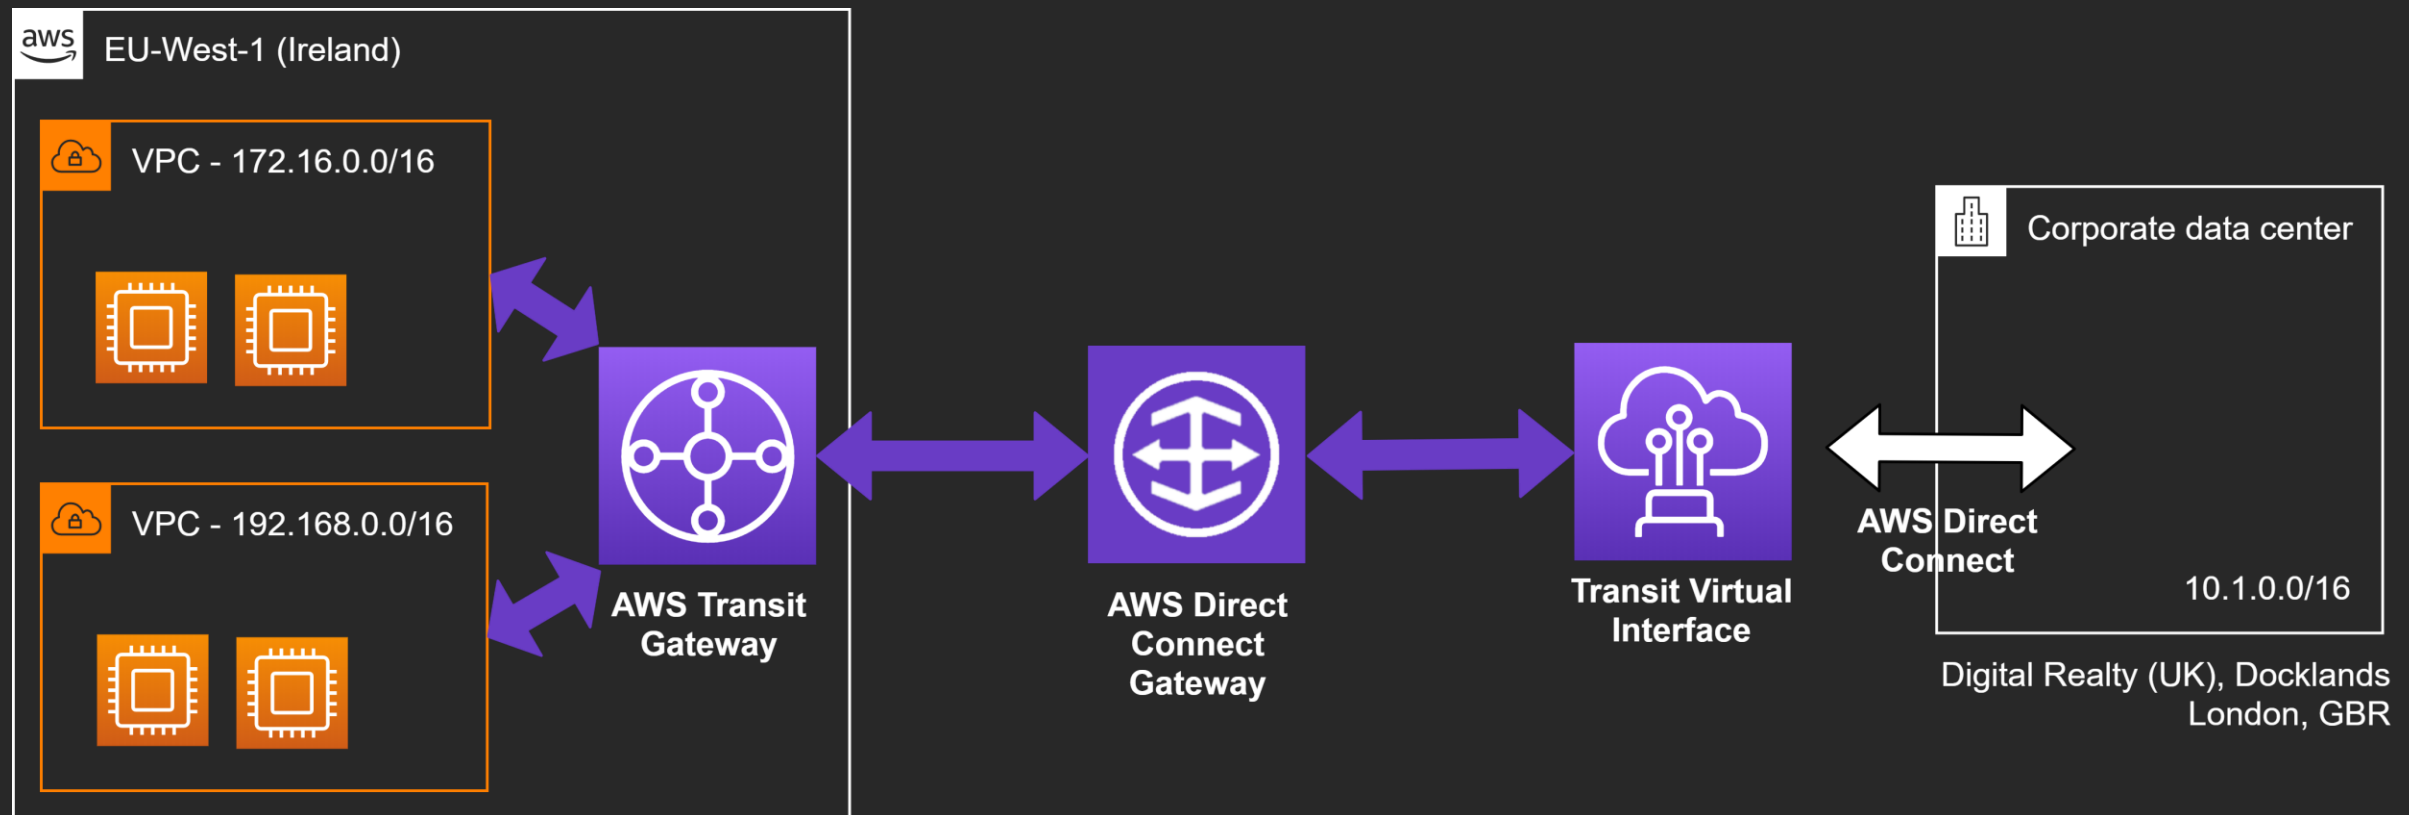 aws
EU-West-1 (Ireland)
VPC - 172.16.0.0/16
VPC - 192.168.0.0/16
AWS Transit
Gateway
AWS Direct
Connect
Gateway
Transit Virtual
Interface
AWS Direct
Connect
Corporate data center
10.1.0.0/16
Digital Realty (UK), Docklands
London, GBR